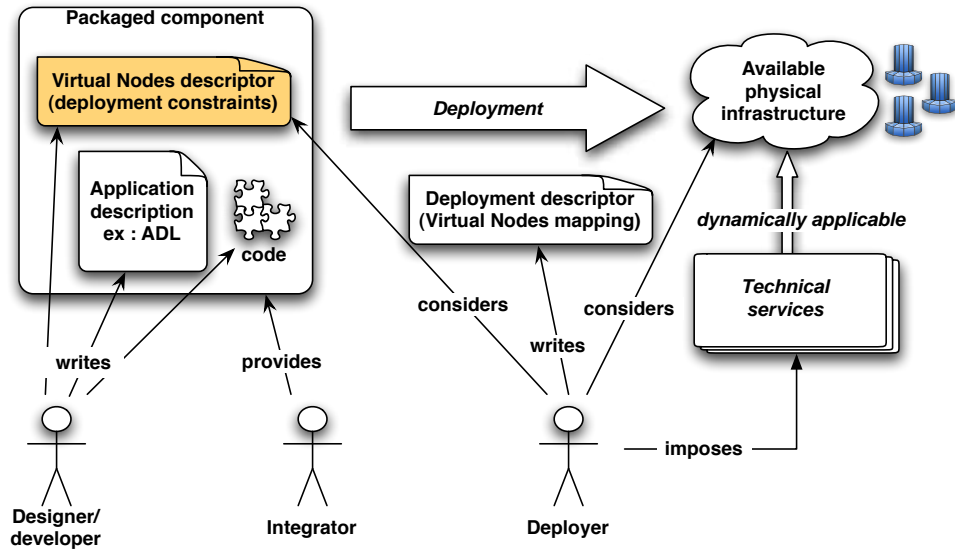 Packaged component
Virtual Nodes descriptor
(deployment constraints)
Application
description
ex : ADL
code
Deployment
Available
physical
infrastructure
Deployment descriptor
(Virtual Nodes mapping)
dynamically applicable
Technical
services
considers
considers
writes
provides
writes
imposes
Designer/
developer
Integrator
Deployer